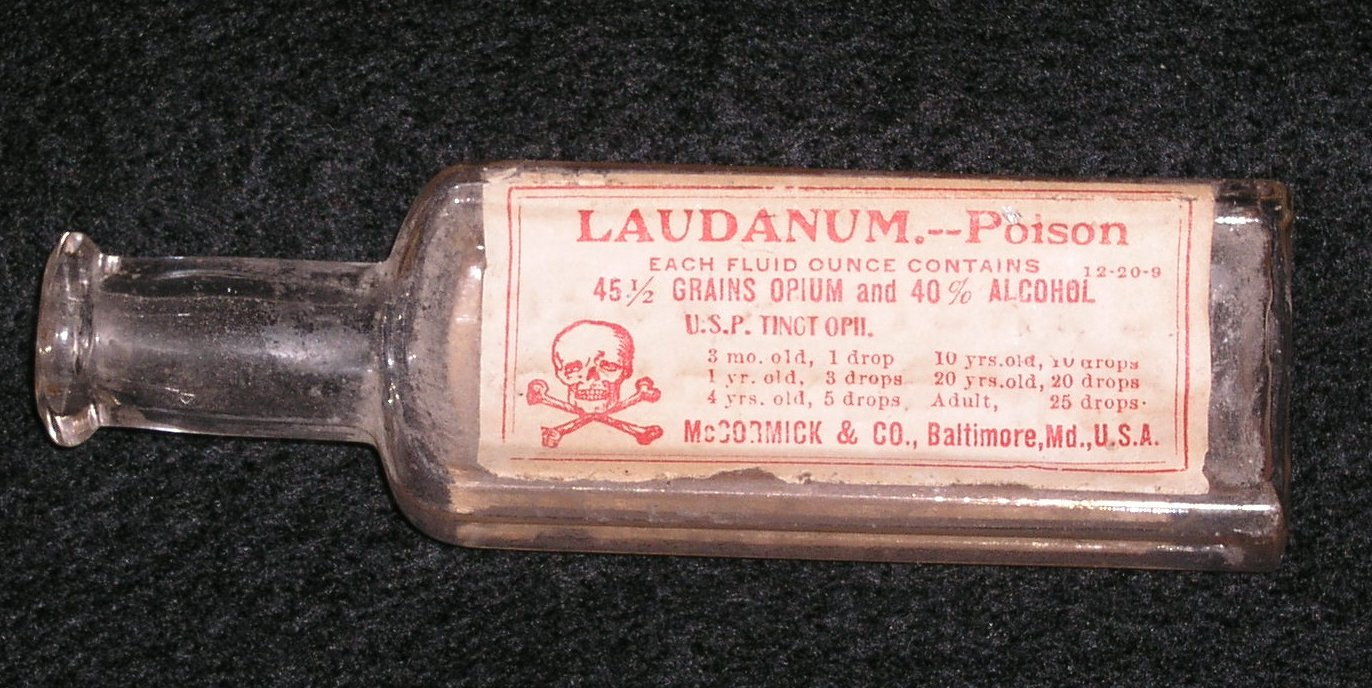 LAUDANUM.--Poison
EACH FLUID OUNCE CONTAINS 12-20-9
45 1/2 GRAINS OPIUM and 40% ALCOHOL
U.S.P. TINCT OPII.
3 mo. old, 1 drop 10 yrs.old, 10 drops
1 yr. old, 3 drops 20 yrs.old, 20 drops
4 yrs. old, 5 drops Adult, 25 drops.
McCORMICK & CO., Baltimore, Md., U.S.A.